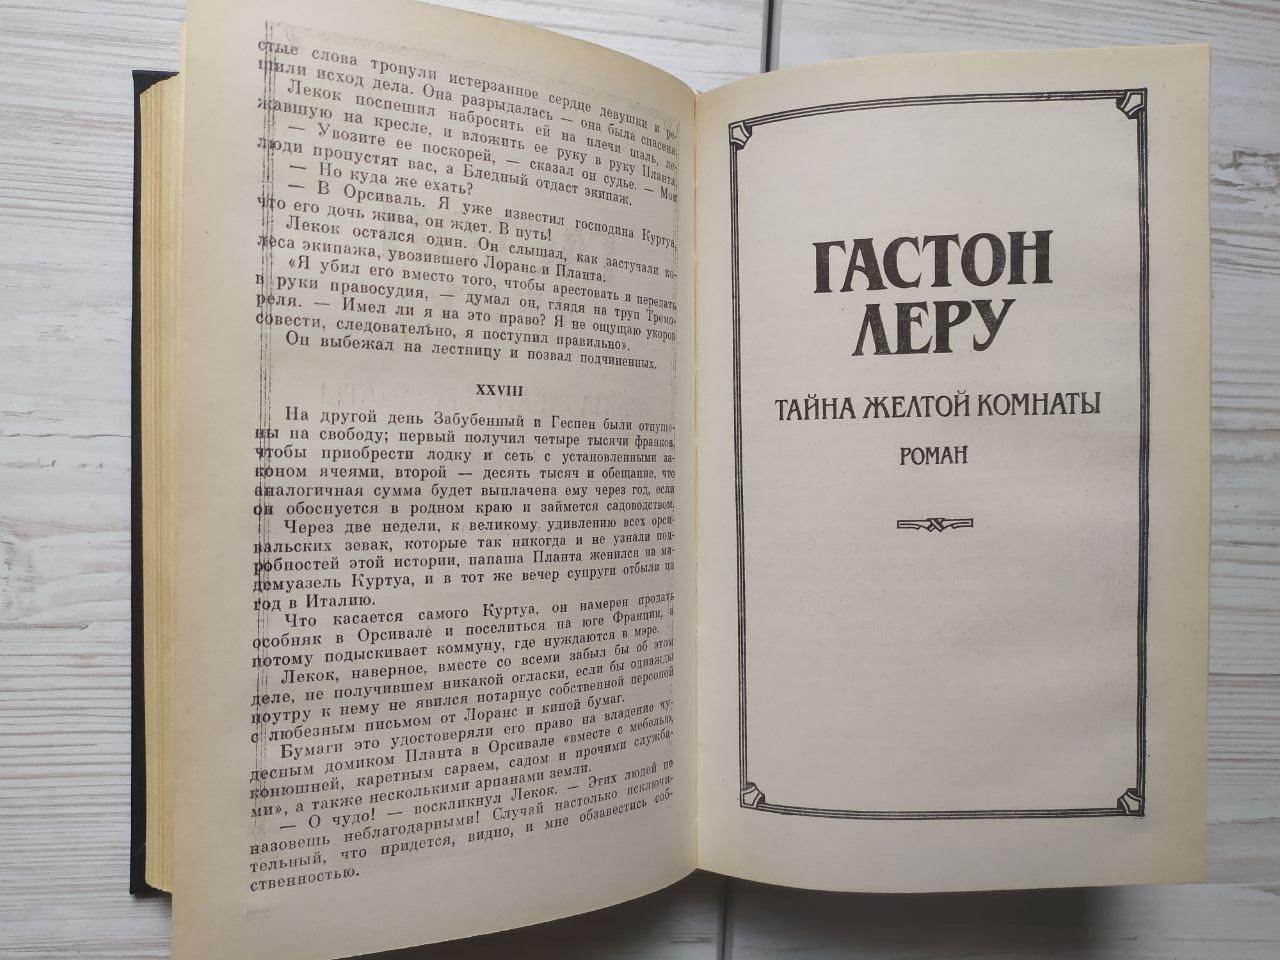 стые слова тронули истерзанное сердце девушки и ре-
шили исход дела. Она разрыдалась — она была спасена.
Лекок поспешил набросить ей на плечи шаль, ле-
жавшую на кресле, и вложить ее руку в руку Планта.
— Увозите ее поскорей, — сказал он судье. — Мои
люди пропустят вас, а Бледный отдаст экипаж.
— Но куда же ехать?
— В Орсиваль. Я уже известил господина Куртуа,
что его дочь жива, он ждет. В путь!
Лекок остался один. Он слышал, как застучали ко-
леса экипажа, увозившего Лоранс и Планта.
«Я убил его вместо того, чтобы арестовать и передать
в руки правосудия, — думал он, глядя на труп Тремо-
реля. — Имел ли я на это право? Я не ощущаю укоров
совести, следовательно, я поступил правильно».
Он выбежал на лестницу и позвал подчиненных.
XXVIII
На другой день Забубенный и Геспен были отпуще-
ны на свободу; первый получил четыре тысячи франков,
чтобы приобрести лодку и сеть с установленными за-
коном ячеями, второй — десять тысяч и обещание, что
аналогичная сумма будет выплачена ему через год, если
он обоснуется в родном краю и займется садоводством.
Через две недели, к великому удивлению всех орси-
вальских зевак, которые так никогда и не узнали под-
робностей этой истории, папаша Планта женился на ма-
демуазель Куртуа, и в тот же вечер супруги отбыли на
год в Италию.
Что касается самого Куртуа, он намерен продать
особняк в Орсивале и поселиться на юге Франции, а
потому подыскивает коммуну, где нуждаются в мэре.
Лекок, наверное, вместе со всеми забыл бы об этом
деле, не получившем никакой огласки, если бы однажды
поутру к нему не явился нотариус собственной персоной
с любезным письмом от Лоранс и кипой бумаг.
Бумаги это удостоверяли его право на владение чу-
десным домиком Планта в Орсивале «вместе с мебелью,
конюшней, каретным сараем, садом и прочими служба-
ми», а также несколькими арпанами земли.
— О чудо! — воскликнул Лекок. — Этих людей не
назовешь неблагодарными! Случай настолько исключи-
тельный, что придется, видно, и мне обзавестись соб-
ственностью.
ГАСТОН
ЛЕРУ
ТАЙНА ЖЕЛТОЙ КОМНАТЫ
РОМАН